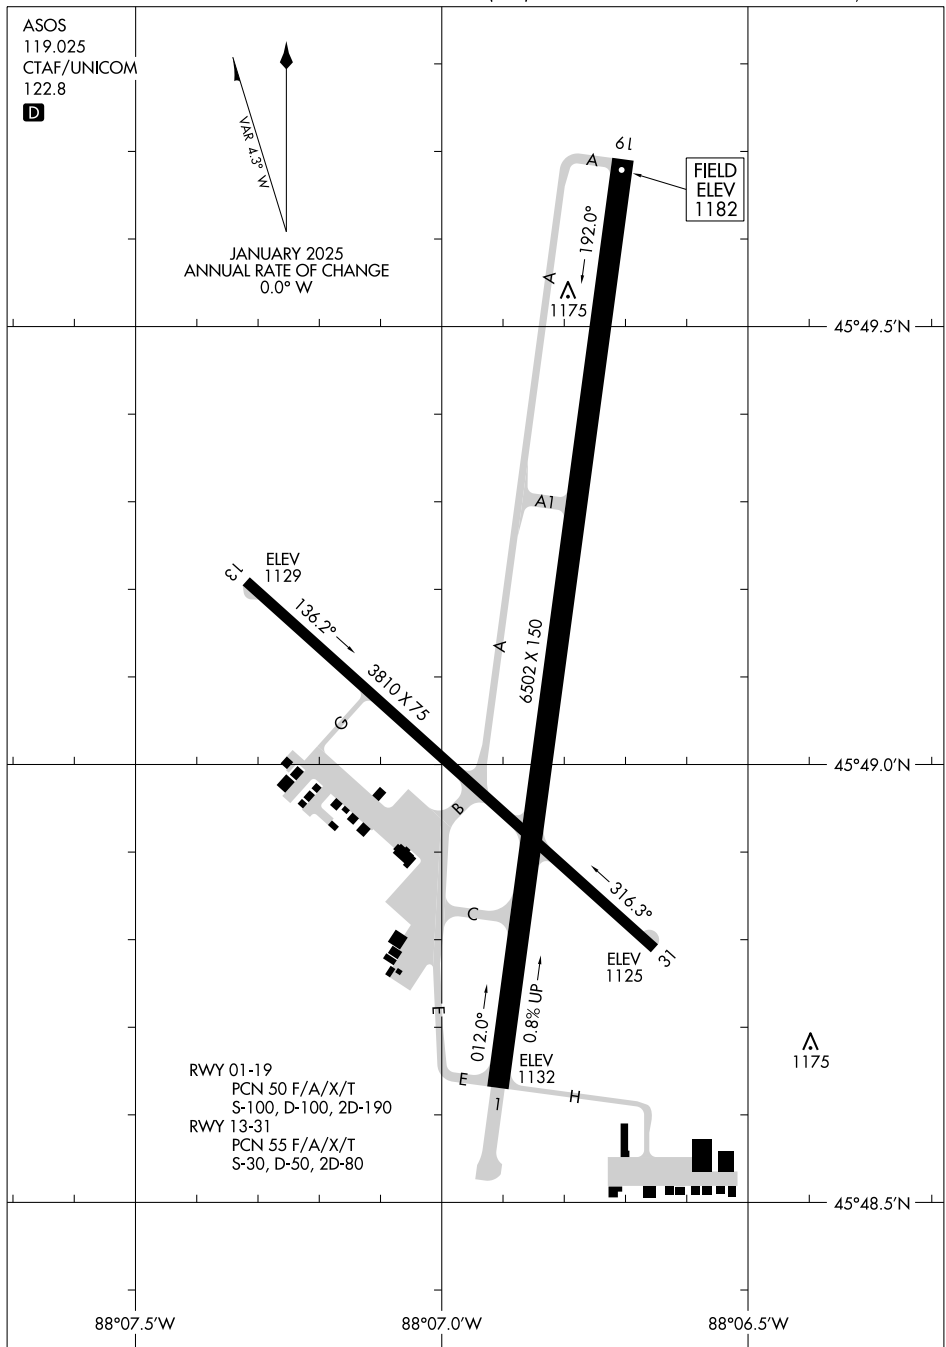 ASOS
119.025
CTAF/UNICOM
122.8
D
VAR 4.3° W
JANUARY 2025
ANNUAL RATE OF CHANGE
0.0° W
19
A
FIELD
ELEV
1182
192.0°
A
1175
45°49.5'N
A1
13
ELEV
1129
136.2°
3810 X 75
A
6502 X 150
G
45°49.0'N
B
C
316.3°
31
ELEV
1125
E
012.0°
0.8% UP
1175
ELEV
1132
E
H
1
RWY 01-19
PCN 50 F/A/X/T
S-100, D-100, 2D-190
RWY 13-31
PCN 55 F/A/X/T
S-30, D-50, 2D-80
45°48.5'N
88°07.5'W
88°07.0'W
88°06.5'W